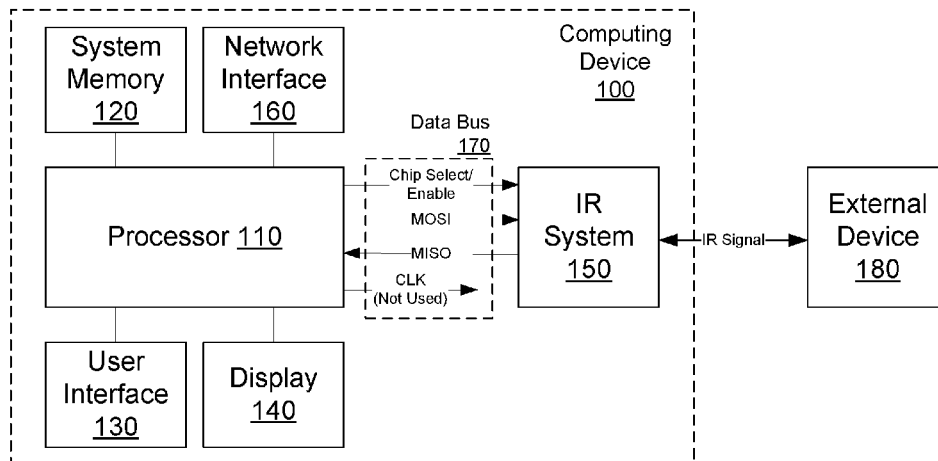 System
Memory
120
Network
Interface
160
Computing
Device
100
Data Bus
170
Processor 110
Chip Select/
Enable
MOSI
MISO
CLK
(Not Used)
IR
System
150
IR Signal
External
Device
180
User
Interface
130
Display
140